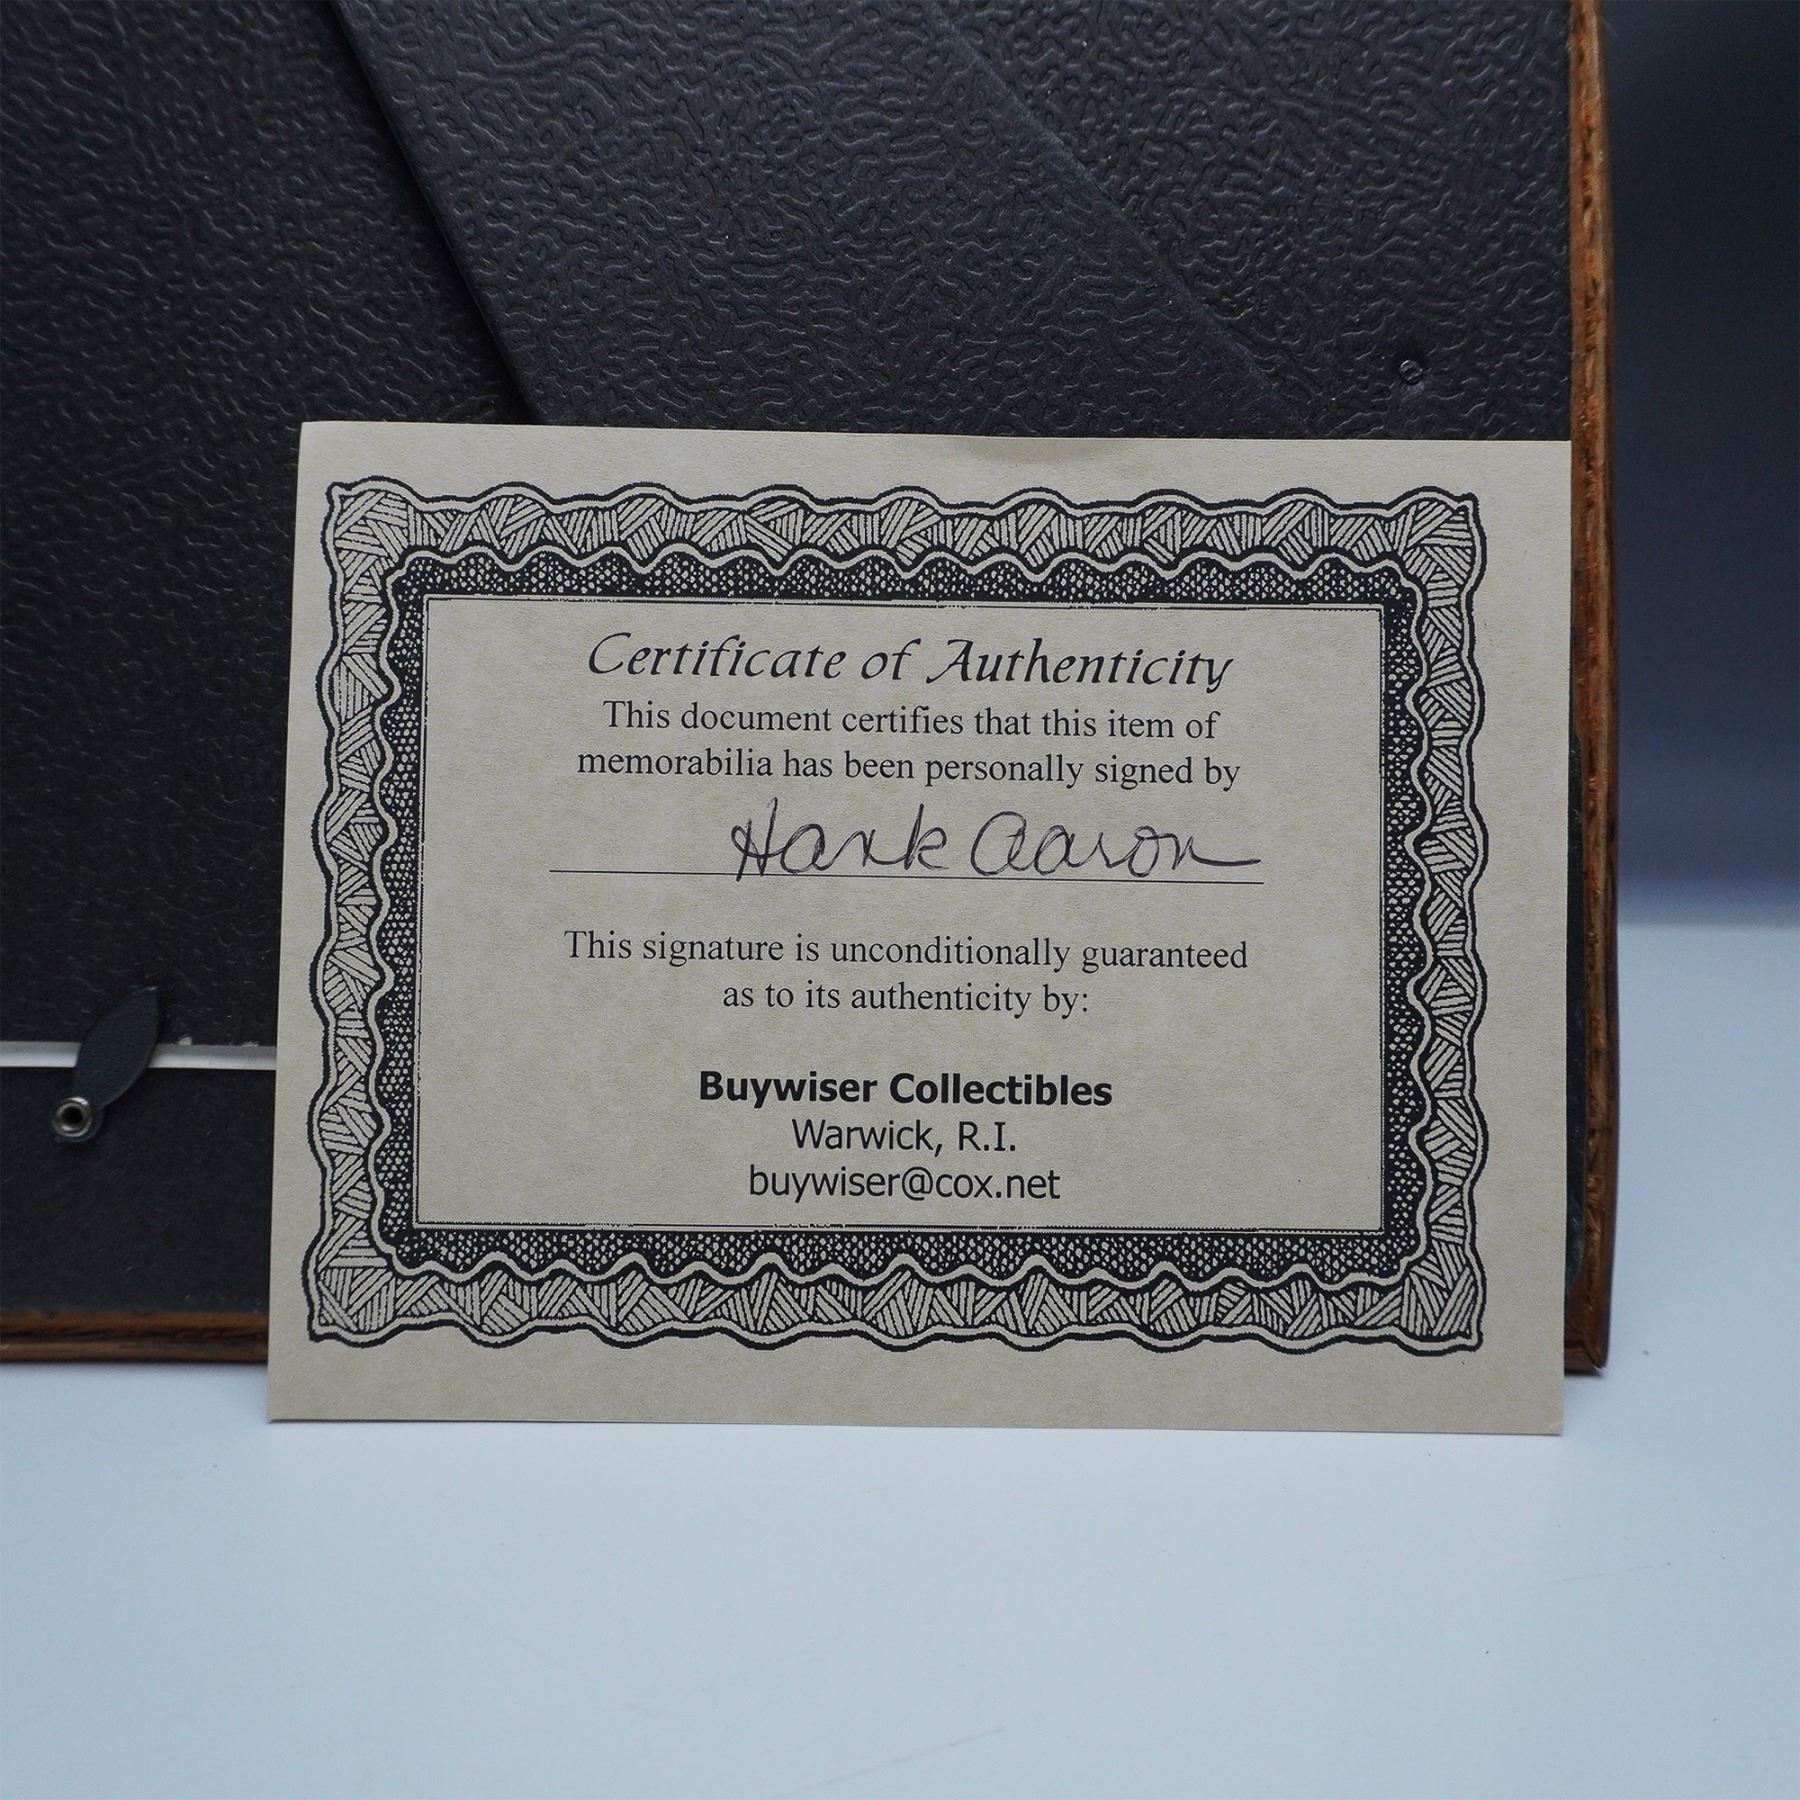 Certificate of Authenticity
This document certifies that this item of
memorabilia has been personally signed by
Hank Aaron
This signature is unconditionally guaranteed
as to its authenticity by:
Buywiser Collectibles
Warwick, R.I.
buywiser@cox.net